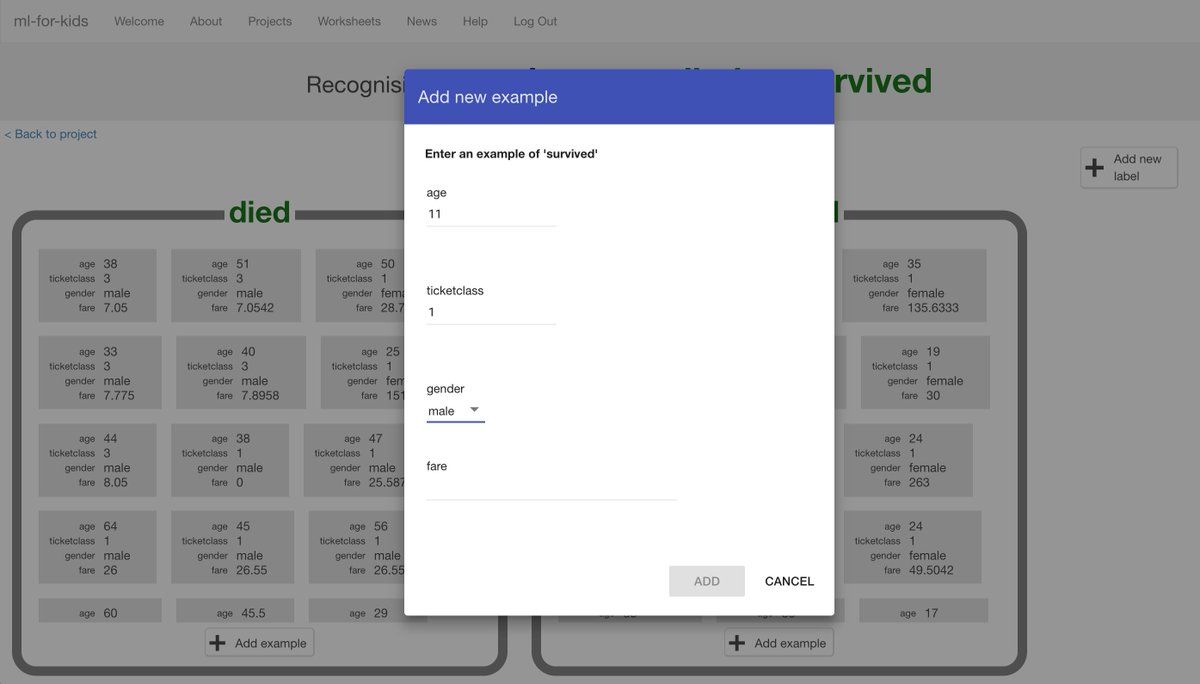 ml-for-kids Welcome About Projects Worksheets News Help Log Out
Recognisi
rvived
< Back to project
Add new
label
Add new example
Enter an example of 'survived'
age
11
ticketclass
1
gender
male
fare
ADD CANCEL
died
age 38
ticketclass 3
gender male
fare 7.05
age 51
ticketclass 3
gender male
fare 7.0542
age 50
ticketclass 1
gender fema
fare 28.7
age 33
ticketclass 3
gender male
fare 7.775
age 40
ticketclass 3
gender male
fare 7.8958
age 25
ticketclass 1
gender fem
fare 151
age 44
ticketclass 3
gender male
fare 8.05
age 38
ticketclass 1
gender male
fare 0
age 47
ticketclass 1
gender male
fare 25.587
age 64
ticketclass 1
gender male
fare 26
age 45
ticketclass 1
gender male
fare 26.55
age 56
ticketclass 1
gender male
fare 26.55
age 60
age 45.5
age 29
Add example
age 35
ticketclass 1
gender female
fare 135.6333
age 19
ticketclass 1
gender female
fare 30
age 24
ticketclass 1
gender female
fare 263
age 24
ticketclass 1
gender female
fare 49.5042
age 17
Add example